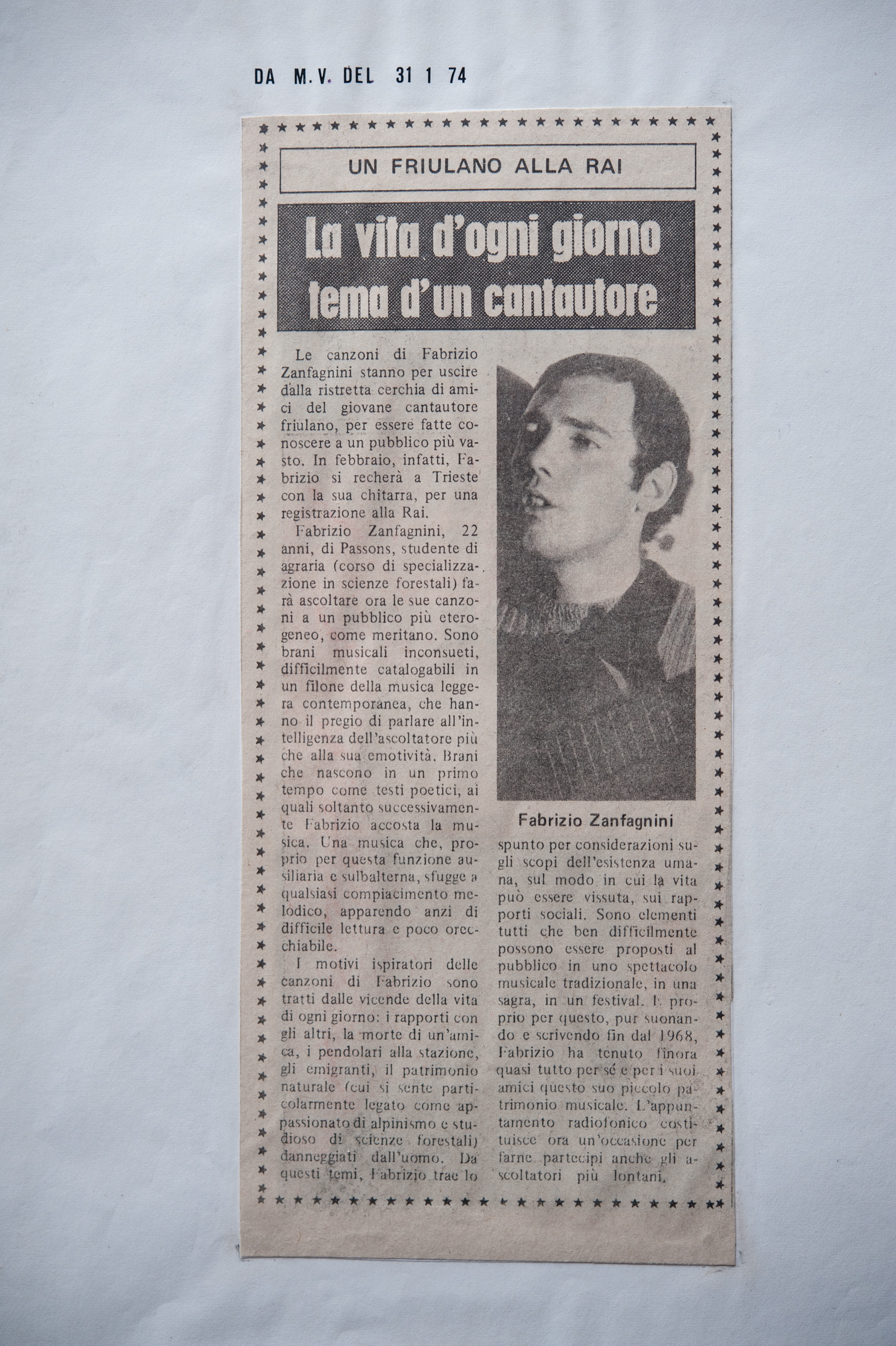 DA M.V. DEL 31 1 74
UN FRIULANO ALLA RAI
La vita d'ogni giorno
tema d'un cantautore
Le canzoni di Fabrizio
Zanfagnini stanno per uscire
dalla ristretta cerchia di ami-
ci del giovane cantautore
friulano, per essere fatte co-
noscere a un pubblico più va-
sto. In febbraio, infatti, Fa-
brizio si recherà a Trieste
con la sua chitarra, per una
registrazione alla Rai.
Fabrizio Zanfagnini, 22
anni, di Passons, studente di
agraria (corso di specializza-
zione in scienze forestali) fa-
rà ascoltare ora le sue canzo-
ni a un pubblico più etero-
geneo, come meritano. Sono
brani musicali inconsueti,
difficilmente catalogabili in
un filone della musica legge-
ra contemporanea, che han-
no il pregio di parlare all'in-
telligenza dell'ascoltatore più
che alla sua emotività. Brani
che nascono in un primo
tempo come testi poetici, ai
quali soltanto successivamen-
te Fabrizio accosta la mu-
sica. Una musica che, pro-
prio per questa funzione au-
siliaria e sulbalterna, sfugge a
qualsiasi compiacimento me-
lodico, apparendo anzi di
difficile lettura e poco orec-
chiabile.
I motivi ispiratori delle
canzoni di Fabrizio sono
tratti dalle vicende della vita
di ogni giorno: i rapporti con
gli altri, la morte di un'ami-
ca, i pendolari alla stazione,
gli emigranti, il patrimonio
naturale (cui si sente parti-
colarmente legato come ap-
passionato di alpinismo e stu-
dioso di scienze forestali)
danneggiati dall'uomo. Da
questi temi, Fabrizio trae lo
Fabrizio Zanfagnini
spunto per considerazioni su-
gli scopi dell'esistenza uma-
na, sul modo in cui la vita
può essere vissuta, sui rap-
porti sociali. Sono elementi
tutti che ben difficilmente
possono essere proposti al
pubblico in uno spettacolo
musicale tradizionale, in una
sagra, in un festival. E pro-
prio per questo, pur suonan-
do e scrivendo fin dal 1968,
Fabrizio ha tenuto finora
quasi tutto per sé e per i suoi
amici questo suo piccolo pa-
trimonio musicale. L'appun-
tamento radiofonico costi-
tuisce ora un'occasione per
farne partecipi anche gli a-
scoltatori più lontani.